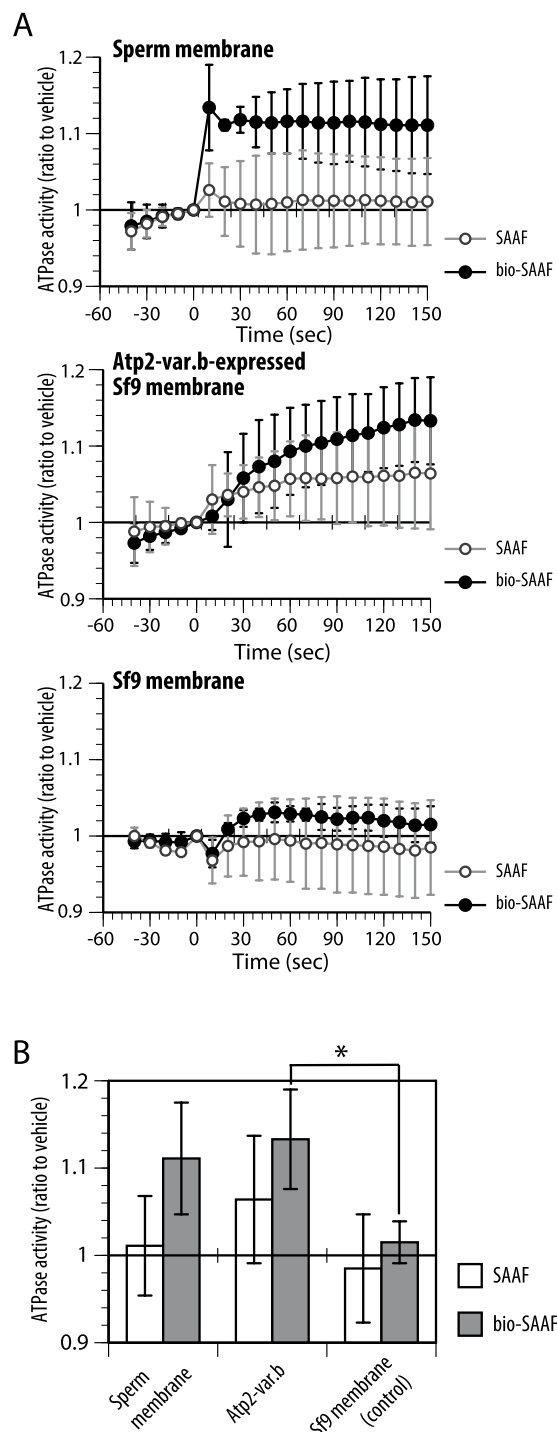 A
Sperm membrane
ATPase activity (ratio to vehicle)
1.2
1.1
1
0.9
-60 -30 0 30 60 90 120 150
Time (sec)
SAAF
bio-SAAF
Atp2-var.b-expressed
Sf9 membrane
ATPase activity (ratio to vehicle)
1.2
1.1
1
0.9
-60 -30 0 30 60 90 120 150
Time (sec)
SAAF
bio-SAAF
Sf9 membrane
ATPase activity (ratio to vehicle)
1.2
1.1
1
0.9
-60 -30 0 30 60 90 120 150
Time (sec)
SAAF
bio-SAAF
B
*
ATPase activity (ratio to vehicle)
1.2
1.1
1
0.9
Sperm
membrane
Atp2-var.b
Sf9 membrane
(control)
SAAF
bio-SAAF